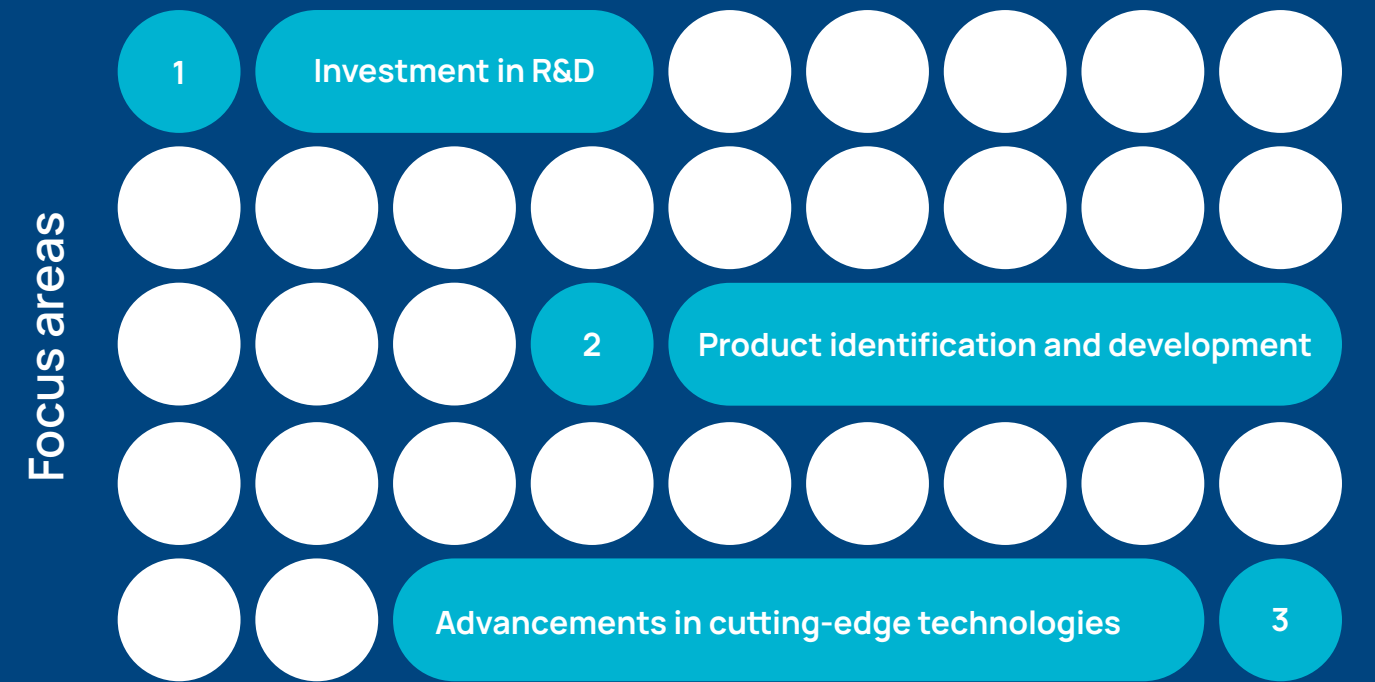 Focus areas
1
Investment in R&D
2
Product identification and development
Advancements in cutting-edge technologies
3